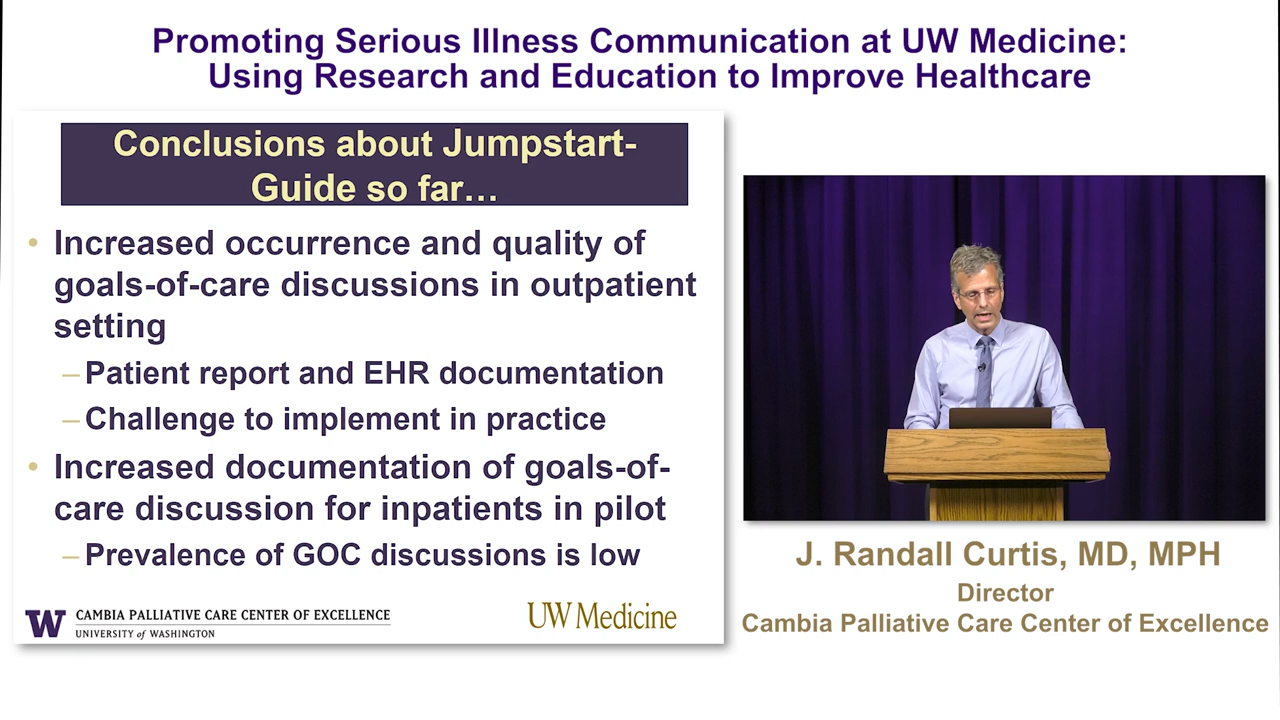 Promoting Serious Illness Communication at UW Medicine:
Using Research and Education to Improve Healthcare
Conclusions about Jumpstart-
Guide so far…
• Increased occurrence and quality of
goals-of-care discussions in outpatient
setting
– Patient report and EHR documentation
– Challenge to implement in practice
• Increased documentation of goals-of-
care discussion for inpatients in pilot
– Prevalence of GOC discussions is low
W CAMBIA PALLIATIVE CARE CENTER OF EXCELLENCE
UNIVERSITY of WASHINGTON
UW Medicine
J. Randall Curtis, MD, MPH
Director
Cambia Palliative Care Center of Excellence